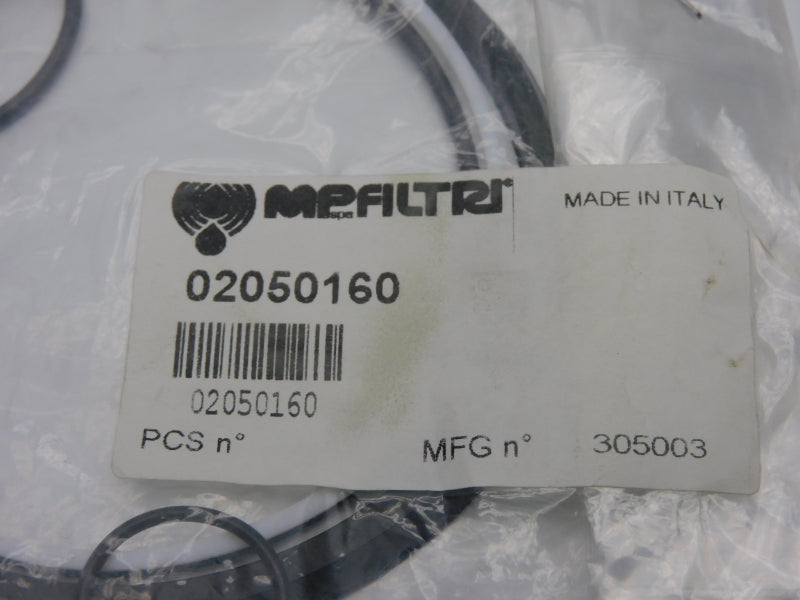 MPFILTRI®
spa
MADE IN ITALY
02050160
02050160
PCS n°
MFG n° 305003